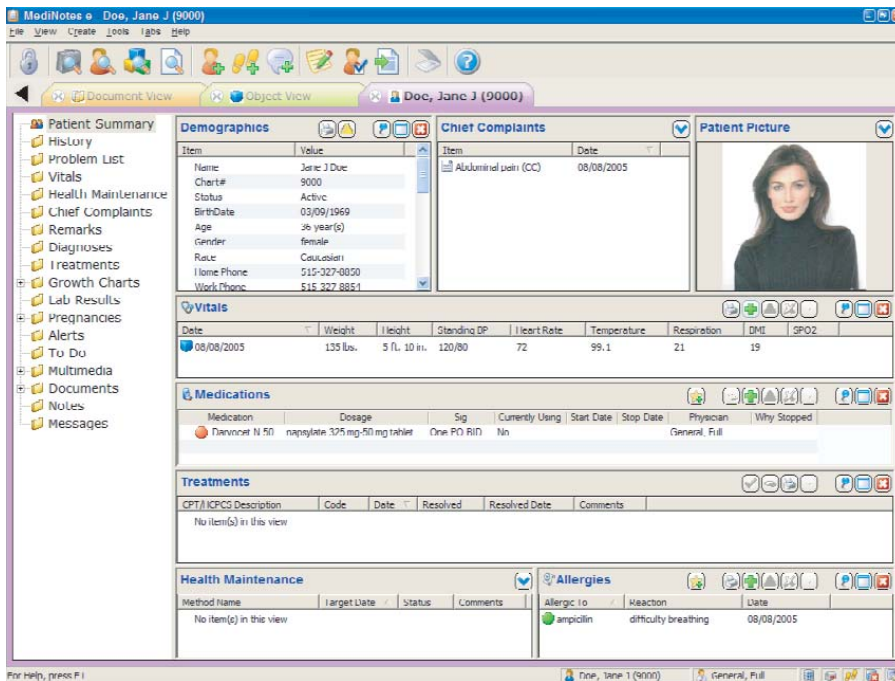 MediNotes e Doe, Jane J (9000)
File View Create Tools Tabs Help
Document View Object View Doe, Jane J (9000)
Patient Summary
History
Problem List
Vitals
Health Maintenance
Chief Complaints
Remarks
Diagnoses
Treatments
Growth Charts
Lab Results
Pregnancies
Alerts
To Do
Multimedia
Documents
Notes
Messages
Demographics
Item Value
Name Jane J Doe
Chart# 9000
Status Active
BirthDate 03/09/1969
Age 36 year(s)
Gender female
Race Caucasian
Home Phone 515-327-8850
Work Phone 515 327 8854
Chief Complaints
Item Date
Abdominal pain (CC) 08/08/2005
Patient Picture
Vitals
Date Weight Height Standing BP Heart Rate Temperature Respiration BMI SPO2
08/08/2005 135 lbs. 5 ft. 10 in. 120/80 72 99.1 21 19
Medications
Medication Dosage Sig Currently Using Start Date Stop Date Physician Why Stopped
Darvocet N 50 napsylate 325 mg-50 mg tablet One PO BID No General, Full
Treatments
CPT/HCPCS Description Code Date Resolved Resolved Date Comments
No item(s) in this view
Health Maintenance
Method Name Target Date Status Comments
No item(s) in this view
Allergies
Allergic To Reaction Date
ampicillin difficulty breathing 08/08/2005
For Help, press F1 Doe, Jane J (9000) General, Full